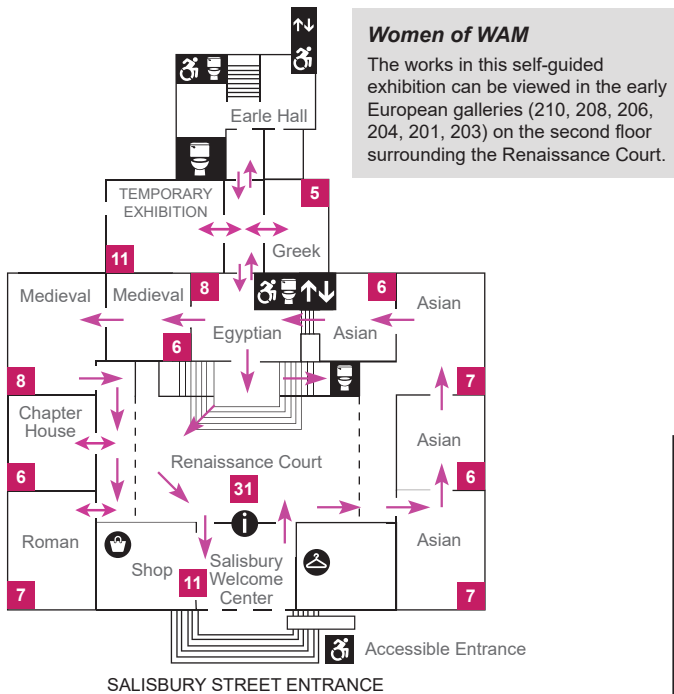 Women of WAM
The works in this self-guided
exhibition can be viewed in the early
European galleries (210, 208, 206,
204, 201, 203) on the second floor
surrounding the Renaissance Court.
Earle Hall
TEMPORARY
EXHIBITION
5
11
Greek
Medieval
Medieval
8
6
Asian
Egyptian
Asian
6
8
7
Chapter
House
Asian
Renaissance Court
6
31
6
Roman
i
Asian
Shop
11
Salisbury
Welcome
Center
7
7
Accessible Entrance
SALISBURY STREET ENTRANCE